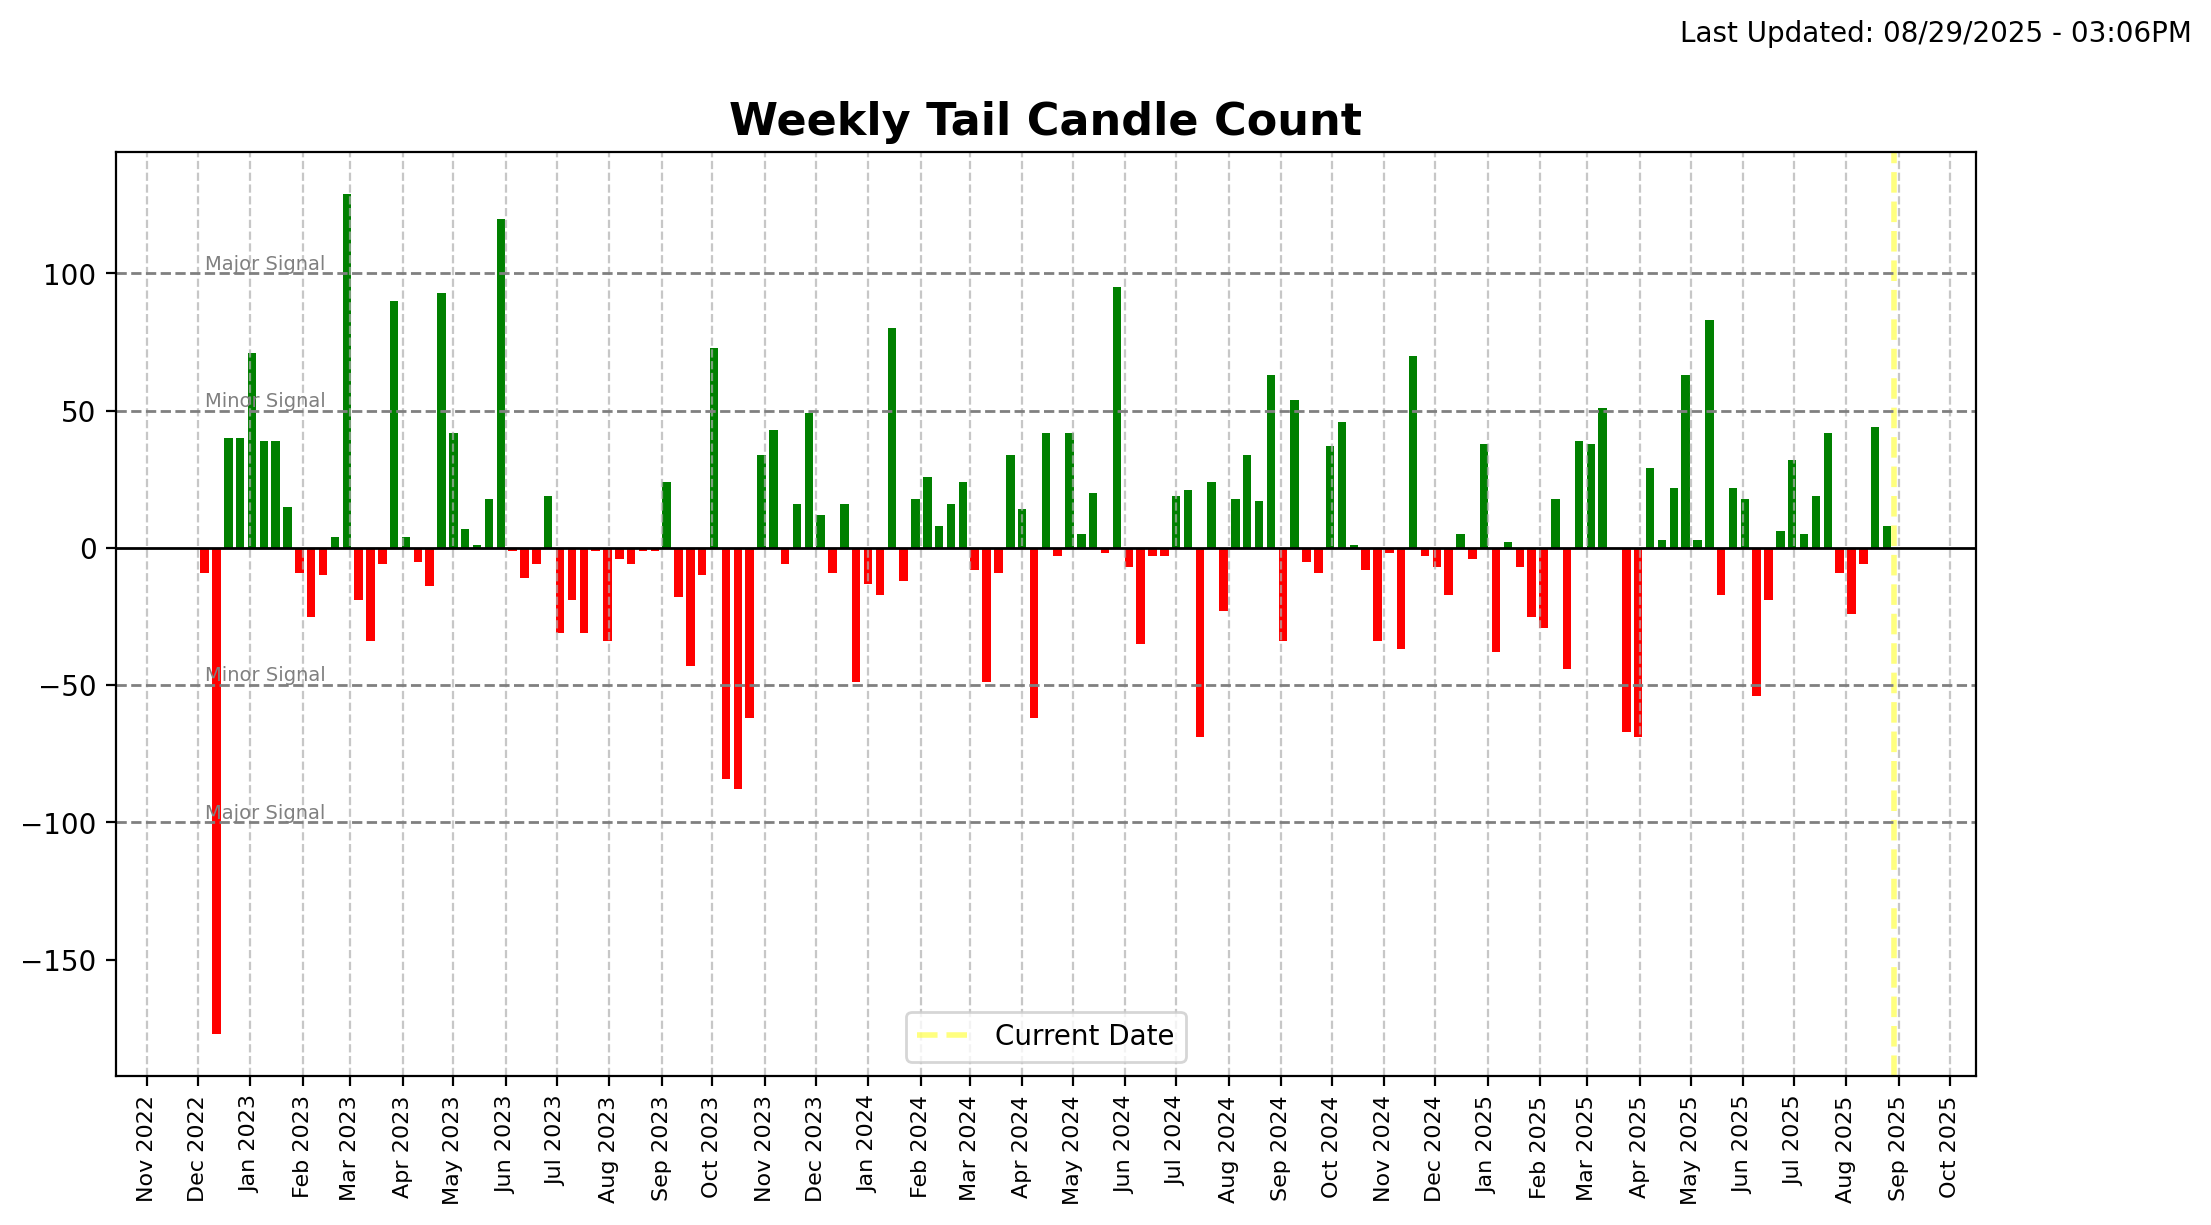 Last Updated: 08/29/2025 - 03:06PM
Weekly Tail Candle Count
100
50
0
−50
−100
−150
Major Signal
Minor Signal
Minor Signal
Major Signal
Current Date
Nov 2022
Dec 2022
Jan 2023
Feb 2023
Mar 2023
Apr 2023
May 2023
Jun 2023
Jul 2023
Aug 2023
Sep 2023
Oct 2023
Nov 2023
Dec 2023
Jan 2024
Feb 2024
Mar 2024
Apr 2024
May 2024
Jun 2024
Jul 2024
Aug 2024
Sep 2024
Oct 2024
Nov 2024
Dec 2024
Jan 2025
Feb 2025
Mar 2025
Apr 2025
May 2025
Jun 2025
Jul 2025
Aug 2025
Sep 2025
Oct 2025